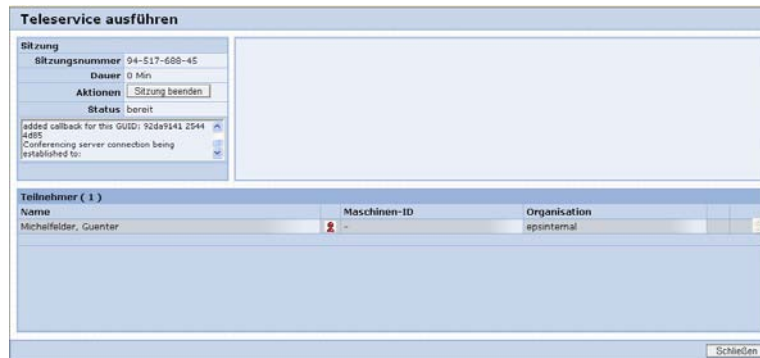 Teleservice ausführen
Sitzung
Sitzungsnummer 94-517-688-45
Dauer 0 Min
Aktionen Sitzung beenden
Status bereit
added callback for this GUID: 92da9141 2544
4d85
Conferencing server connection being
established to:
Teilnehmer ( 1 )
Name Maschinen-ID Organisation
Michelfelder, Guenter - epsinternal
Schließen